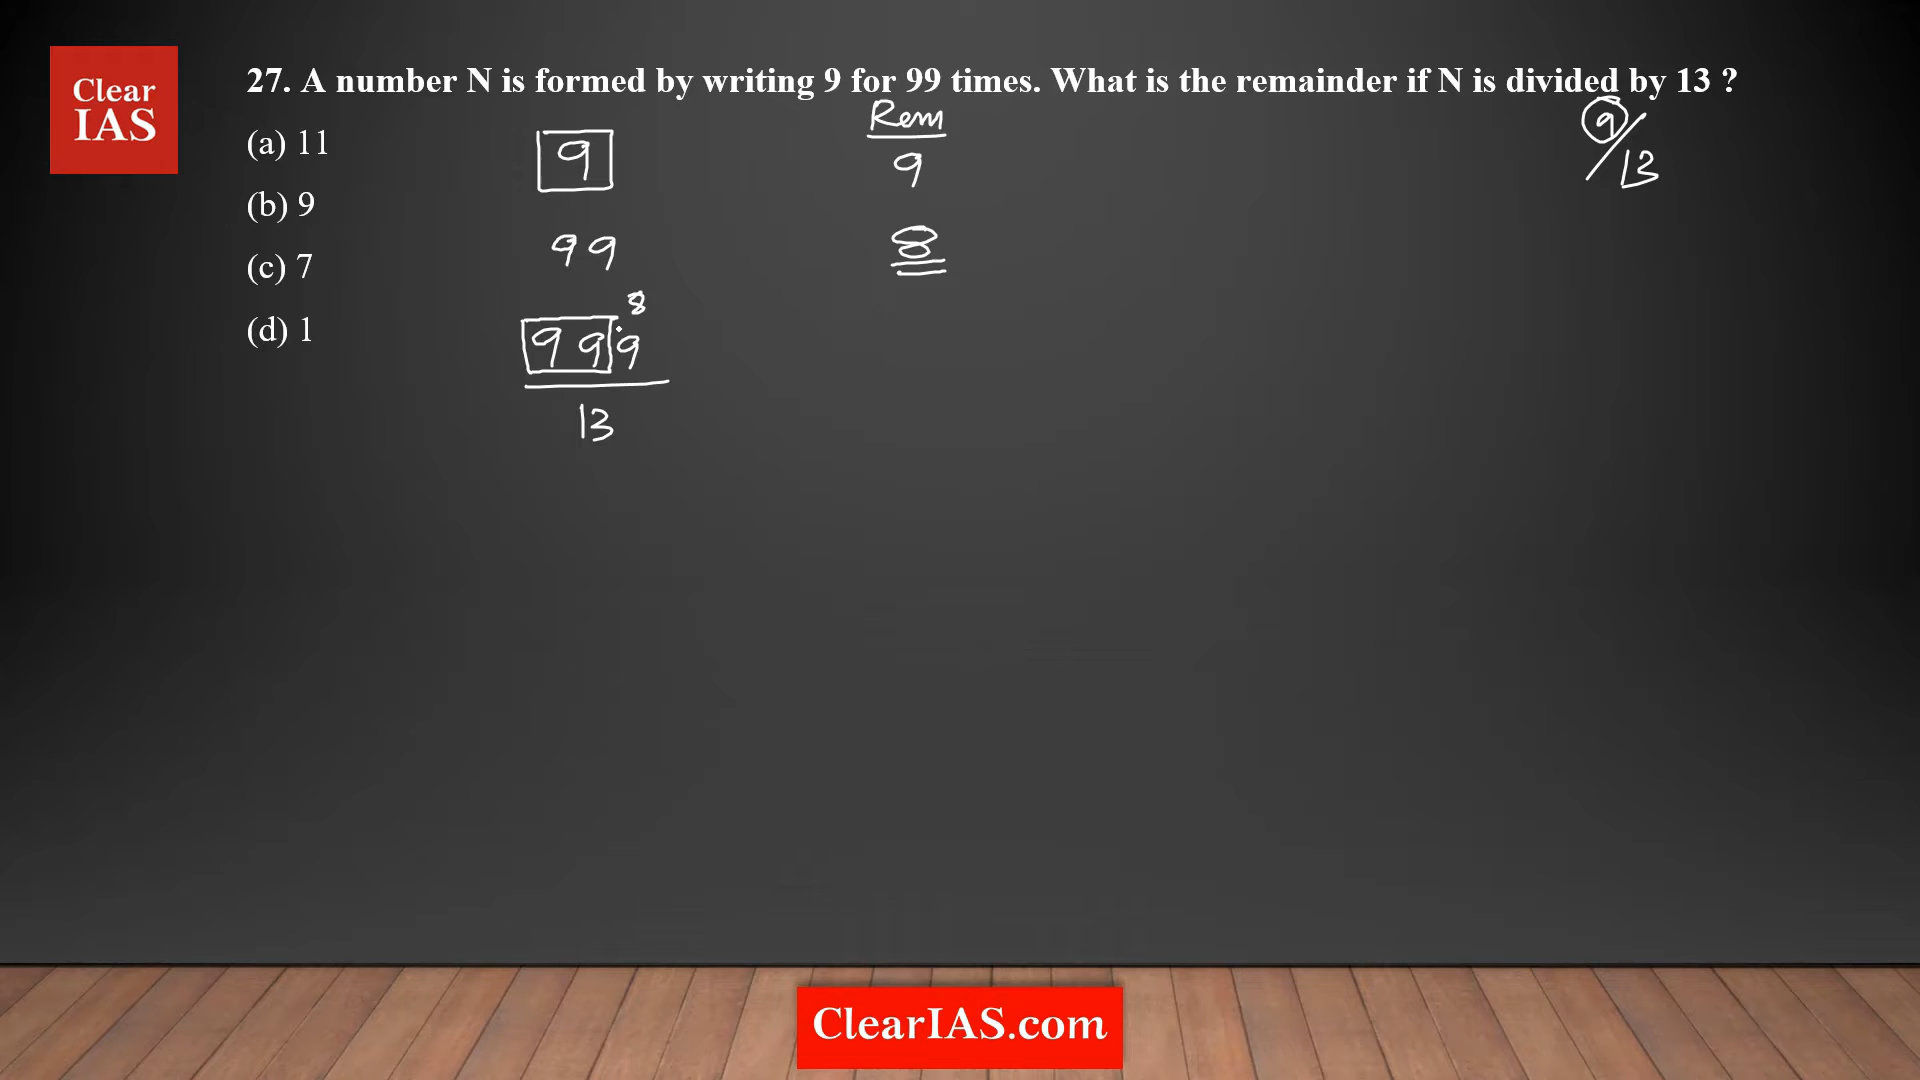 Clear
IAS
27. A number N is formed by writing 9 for 99 times. What is the remainder if N is divided by 13 ?
(a) 11
(b) 9
(c) 7
(d) 1
Rem
9
9
9/13
99
8
8
999
13
ClearIAS.com